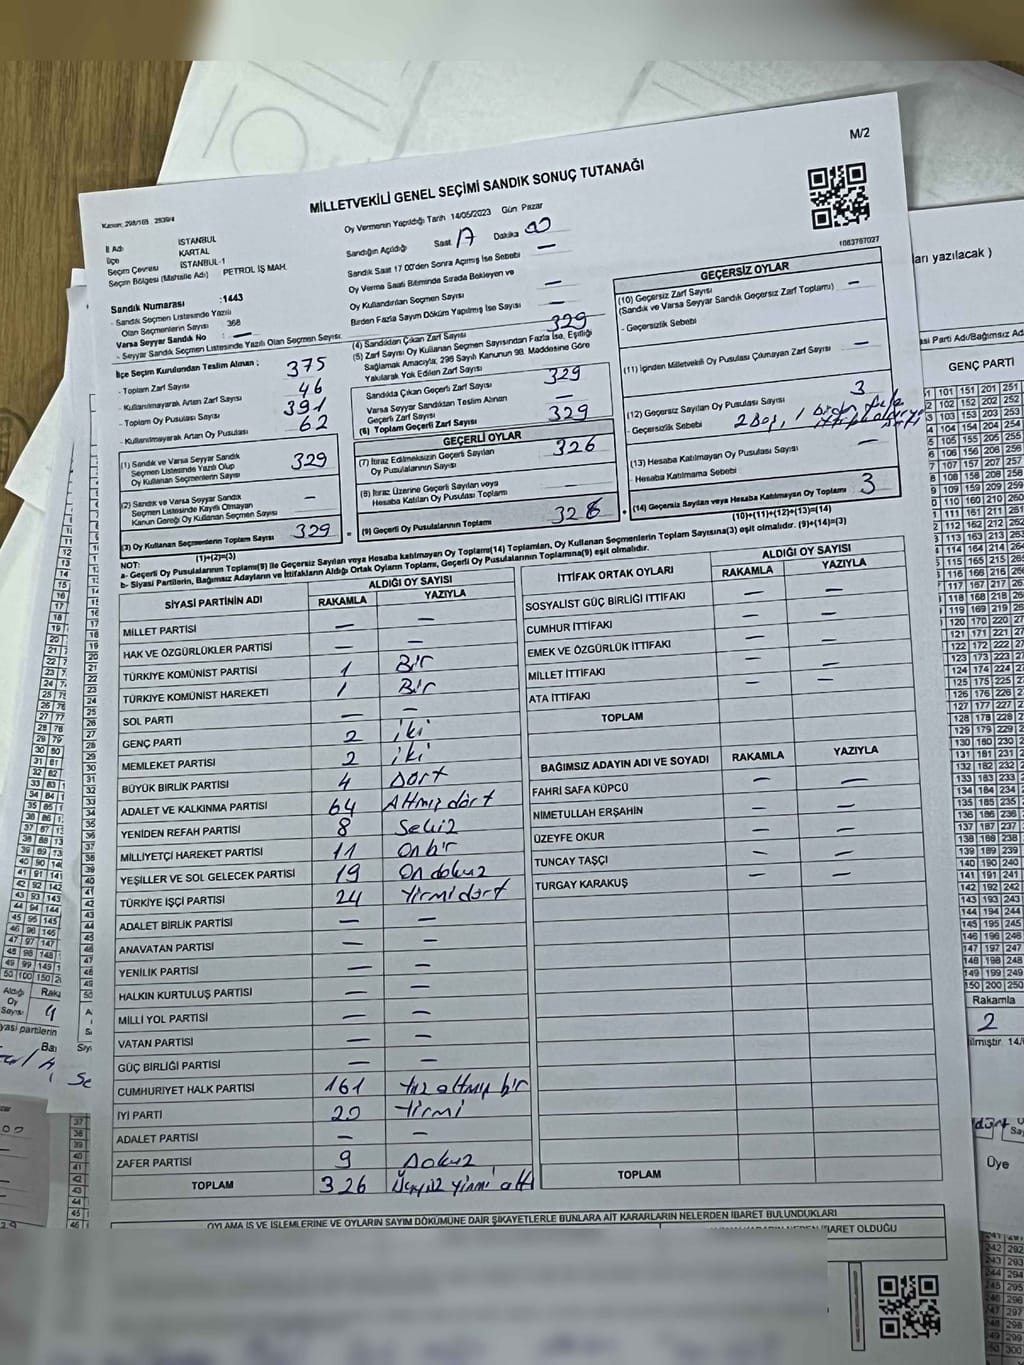 M/2
MİLLETVEKİLİ GENEL SEÇİMİ SANDIK SONUÇ TUTANAĞI
Kanun: 298/105 : 2839/4
İl Adı İSTANBUL
İlçe KARTAL
Seçim Çevresi İSTANBUL-1
Seçim Bölgesi (Mahalle Adı) PETROL İŞ MAH.
Sandık Numarası :1443
- Sandık Seçmen Listesinde Yazılı
Olan Seçmenlerin Sayısı 368
Varsa Seyyar Sandık No —
- Seyyar Sandık Seçmen Listesinde Yazılı Olan Seçmen Sayısı:
Oy Vermenin Yapıldığı Tarih 14/05/2023 Gün Pazar
Sandığın Açıldığı Saat 17 Dakika 00
Sandık Saat 17:00'den Sonra Açımış İse Sebebi —
Oy Verme Saati Bitiminde Sırada Bekleyen ve
Oy Kullandırılan Seçmen Sayısı —
Birden Fazla Sayım Döküm Yapılmış İse Sayısı —
1063767027
İlçe Seçim Kurulundan Teslim Alınan ;
- Toplam Zarf Sayısı 375
- Kullanılmayarak Artan Zarf Sayısı 46
- Toplam Oy Pusulası Sayısı 391
- Kullanılmayarak Artan Oy Pusulası 62
(1) Sandık ve Varsa Seyyar Sandık
Seçmen Listesinde Yazılı Olup
Oy Kullanan Seçmenlerin Sayısı 329
(2) Sandık ve Varsa Seyyar Sandık
Seçmen Listesinde Kayıtlı Olmayan
Kanun Gereği Oy Kullanan Seçmen Sayısı —
(3) Oy Kullanan Seçmenlerin Toplam Sayısı 329
(1)+(2)=(3)
(4) Sandıktan Çıkan Zarf Sayısı 329
(5) Zarf Sayısı Oy Kullanan Seçmen Sayısından Fazla İse, Eşitliği
Sağlamak Amacıyla, 298 Sayılı Kanunun 98. Maddesine Göre
Yakılarak Yok Edilen Zarf Sayısı
Sandıkta Çıkan Geçerli Zarf Sayısı 329
Varsa Seyyar Sandıktan Teslim Alınan
Geçerli Zarf Sayısı —
(6) Toplam Geçerli Zarf Sayısı 329
GEÇERLİ OYLAR
(7) İtiraz Edilmeksizin Geçerli Sayılan
Oy Pusulalarının Sayısı 326
(8) İtiraz Üzerine Geçerli Sayılan veya
Hesaba Katılan Oy Pusulası Toplamı —
(9) Geçerli Oy Pusulalarının Toplamı 326
GEÇERSİZ OYLAR
(10) Geçersiz Zarf Sayısı —
(Sandık ve Varsa Seyyar Sandık Geçersiz Zarf Toplamı)
- Geçersizlik Sebebi
(11) İçinden Milletvekili Oy Pusulası Çıkmayan Zarf Sayısı —
(12) Geçersiz Sayılan Oy Pusulası Sayısı 3
- Geçersizlik Sebebi 2 Boş, 1
(13) Hesaba Katılmayan Oy Pusulası Sayısı —
- Hesaba Katılmama Sebebi
(14) Geçersiz Sayılan veya Hesaba Katılmayan Oy Toplamı 3
(10)+(11)+(12)+(13)=(14)
NOT:
a- Geçerli Oy Pusulalarının Toplamı(9) ile Geçersiz Sayılan veya Hesaba katılmayan Oy Toplamı(14) Toplamları, Oy Kullanan Seçmenlerin Toplam Sayısına(3) eşit olmalıdır. (9)+(14)=(3)
b- Siyasi Partilerin, Bağımsız Adayların ve İttifakların Aldığı Ortak Oyların Toplamı, Geçerli Oy Pusulalarının Toplamına(9) eşit olmalıdır.
SİYASİ PARTİNİN ADI ALDIĞI OY SAYISI
RAKAMLA YAZIYLA
MİLLET PARTİSİ — —
HAK VE ÖZGÜRLÜKLER PARTİSİ — —
TÜRKİYE KOMÜNİST PARTİSİ 1 Bir
TÜRKİYE KOMÜNİST HAREKETİ 1 Bir
SOL PARTİ — —
GENÇ PARTİ 2 iki
MEMLEKET PARTİSİ 2 iki
BÜYÜK BİRLİK PARTİSİ 4 Dört
ADALET VE KALKINMA PARTİSİ 64 Altmış dört
YENİDEN REFAH PARTİSİ 8 Sekiz
MİLLİYETÇİ HAREKET PARTİSİ 11 On bir
YEŞİLLER VE SOL GELECEK PARTİSİ 19 On dokuz
TÜRKİYE İŞÇİ PARTİSİ 24 Yirmi dört
ADALET BİRLİK PARTİSİ — —
ANAVATAN PARTİSİ — —
YENİLİK PARTİSİ — —
HALKIN KURTULUŞ PARTİSİ — —
MİLLİ YOL PARTİSİ — —
VATAN PARTİSİ — —
GÜÇ BİRLİĞİ PARTİSİ — —
CUMHURİYET HALK PARTİSİ 161 Yüz altmış bir
İYİ PARTİ 20 Yirmi
ADALET PARTİSİ — —
ZAFER PARTİSİ 9 Dokuz
TOPLAM 326 Üçyüz yirmi altı
İTTİFAK ORTAK OYLARI ALDIĞI OY SAYISI
RAKAMLA YAZIYLA
SOSYALİST GÜÇ BİRLİĞİ İTTİFAKI — —
CUMHUR İTTİFAKI — —
EMEK VE ÖZGÜRLÜK İTTİFAKI — —
MİLLET İTTİFAKI — —
ATA İTTİFAKI — —
TOPLAM
BAĞIMSIZ ADAYIN ADI VE SOYADI RAKAMLA YAZIYLA
FAHRİ SAFA KÜPCÜ — —
NİMETULLAH ERŞAHİN — —
ÜZEYFE OKUR — —
TUNCAY TAŞÇI — —
TURGAY KARAKUŞ — —
TOPLAM
OYLAMA İŞ VE İŞLEMLERİNE VE OYLARIN SAYIM DÖKÜMÜNE DAİR ŞİKAYETLERLE BUNLARA AİT KARARLARIN NELERDEN İBARET BULUNDUKLARI
İBARET OLDUĞU
arı yazılacak )
si Parti Adı/Bağımsız Ad
GENÇ PARTİ
Rakamla
2
ilmiştir. 14/
Üye
Aldığı
Oy
Sayısı